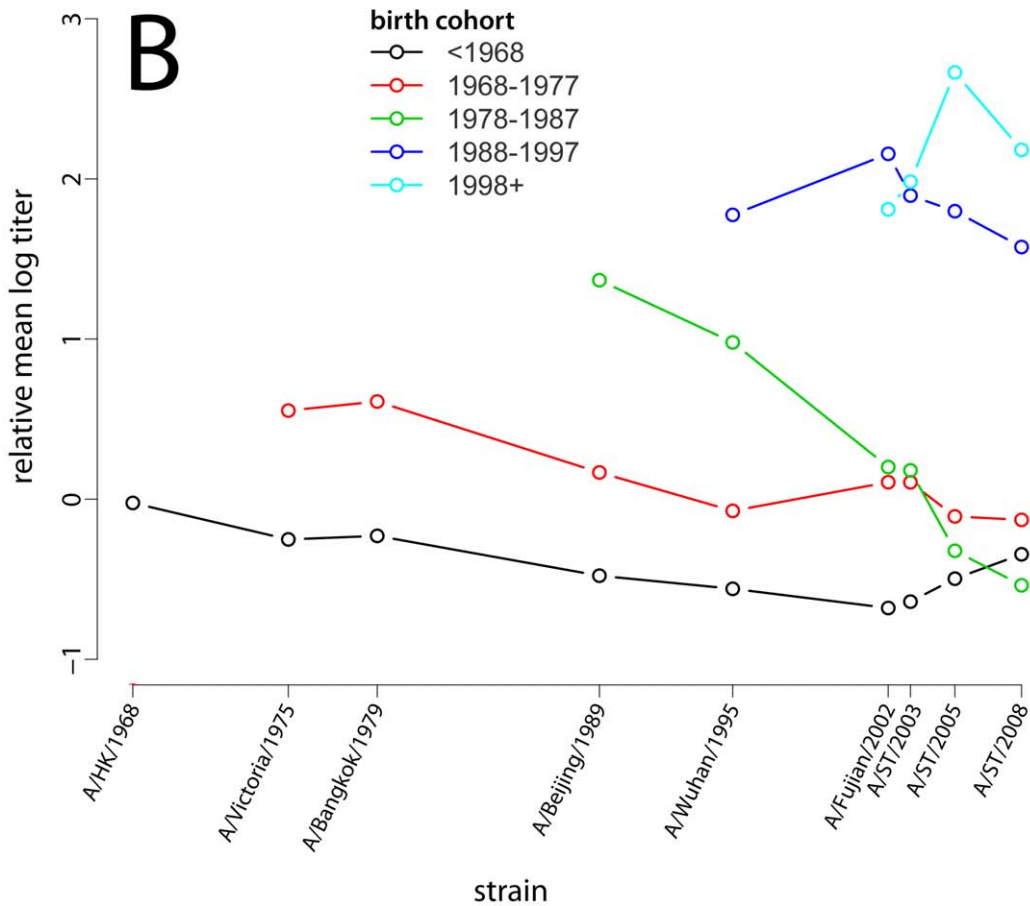 B
birth cohort
<1968
1968-1977
1978-1987
1988-1997
1998+
relative mean log titer
3
2
1
0
−1
A/HK/1968
A/Victoria/1975
A/Bangkok/1979
A/Beijing/1989
A/Wuhan/1995
A/Fujian/2002
A/ST/2003
A/ST/2005
A/ST/2008
strain